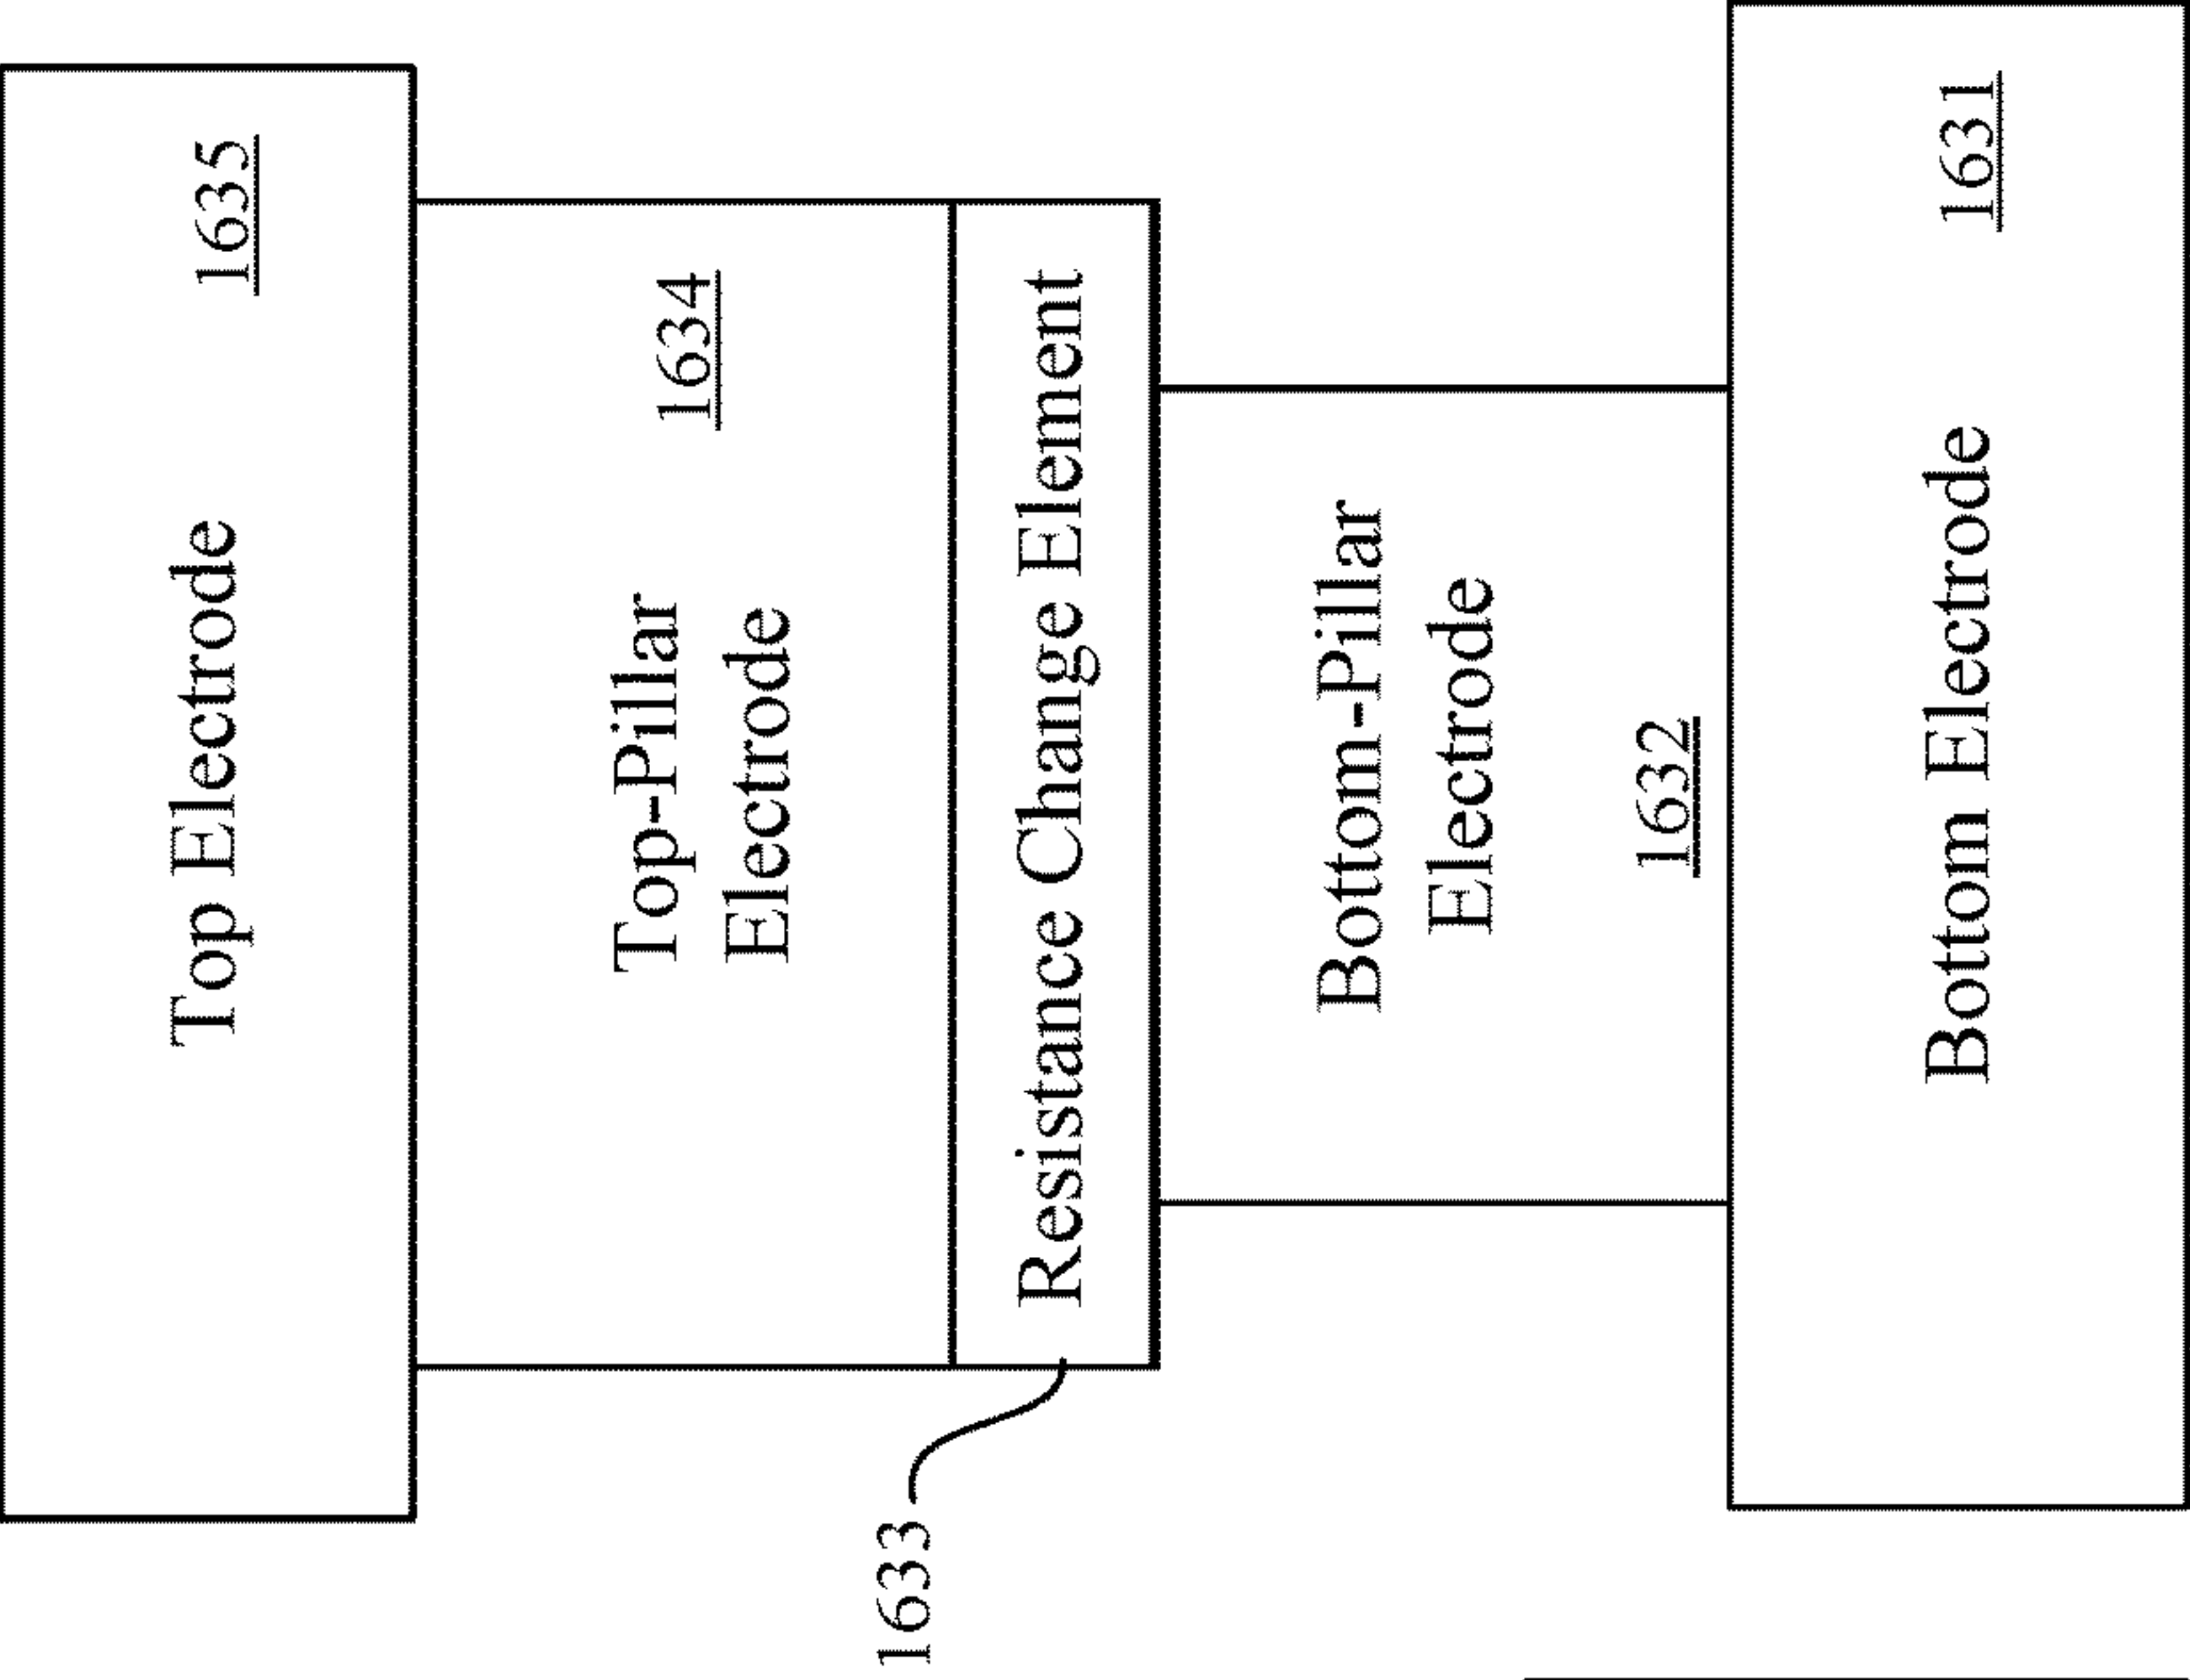 Top Electrode
1635
Top-Pillar
Electrode
1634
Resistance Change Element
1633
Bottom-Pillar
Electrode
1632
Bottom Electrode
1631